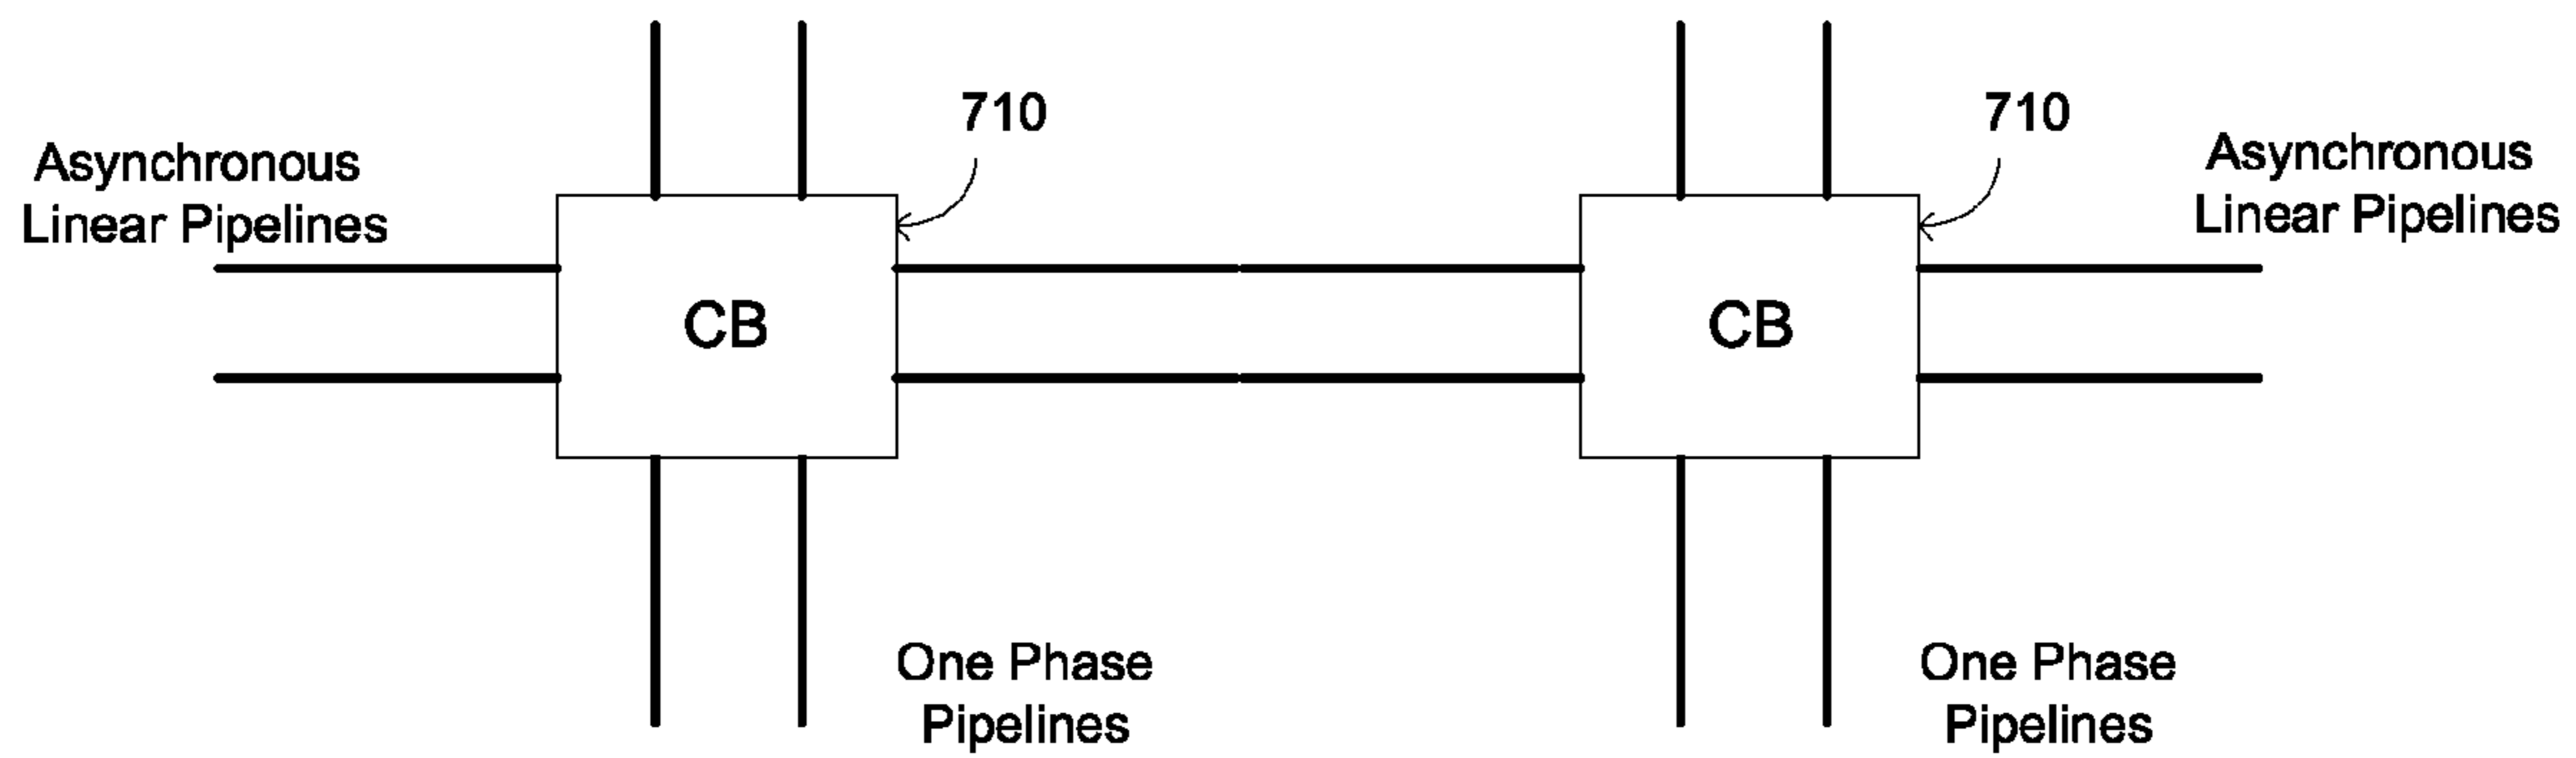 710
710
Asynchronous
Linear Pipelines
Asynchronous
Linear Pipelines
CB
CB
One Phase
Pipelines
One Phase
Pipelines